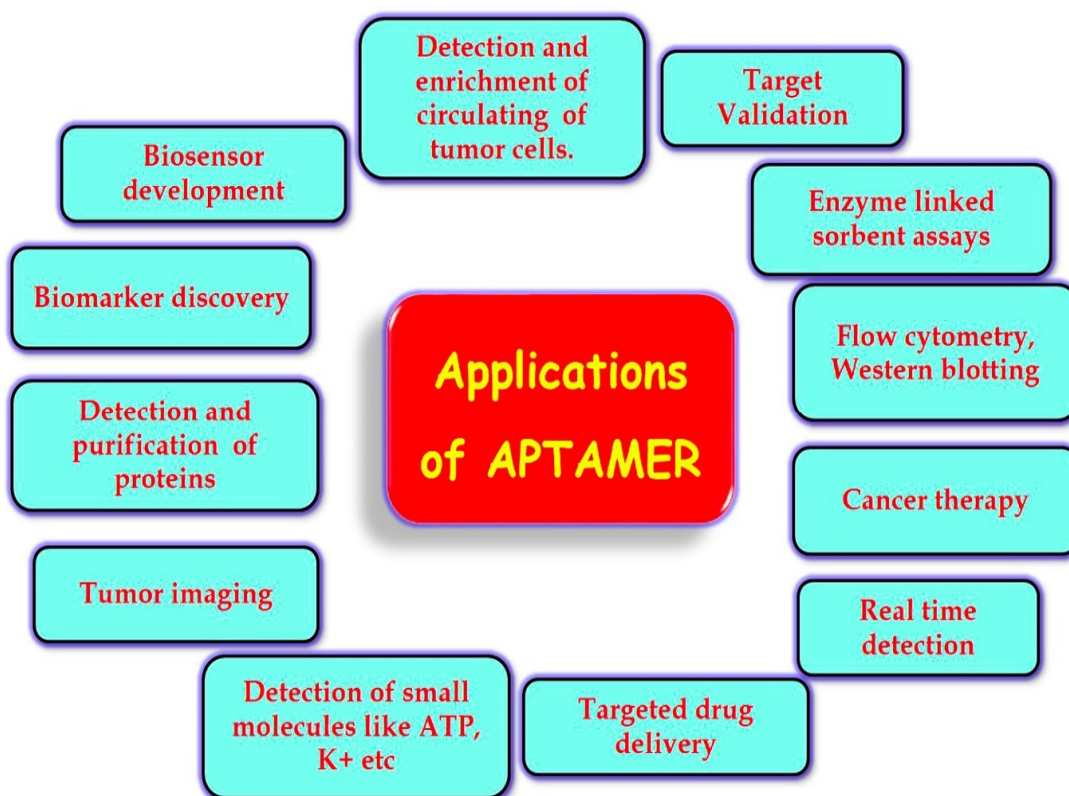 Detection and
enrichment of
circulating of
tumor cells.
Target
Validation
Biosensor
development
Enzyme linked
sorbent assays
Biomarker discovery
Flow cytometry,
Western blotting
Applications
of APTAMER
Detection and
purification of
proteins
Cancer therapy
Tumor imaging
Real time
detection
Detection of small
molecules like ATP,
K+ etc
Targeted drug
delivery